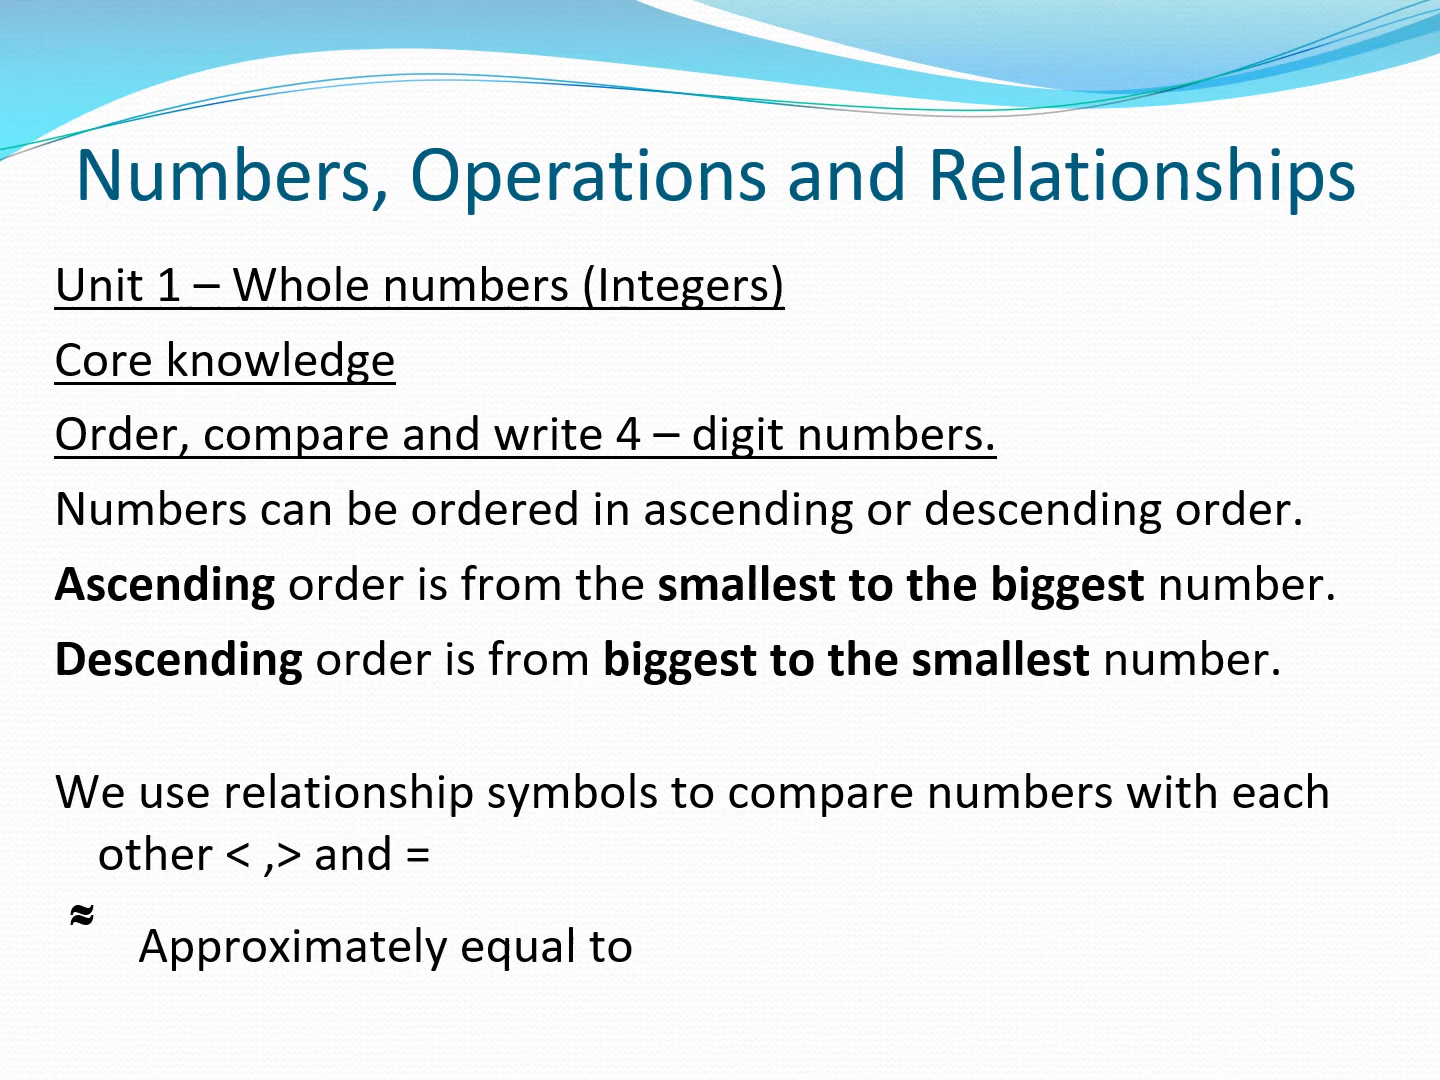 Numbers, Operations and Relationships
Unit 1 – Whole numbers (Integers)
Core knowledge
Order, compare and write 4 – digit numbers.
Numbers can be ordered in ascending or descending order.
Ascending order is from the smallest to the biggest number.
Descending order is from biggest to the smallest number.
We use relationship symbols to compare numbers with each
other < ,> and =
≈ Approximately equal to